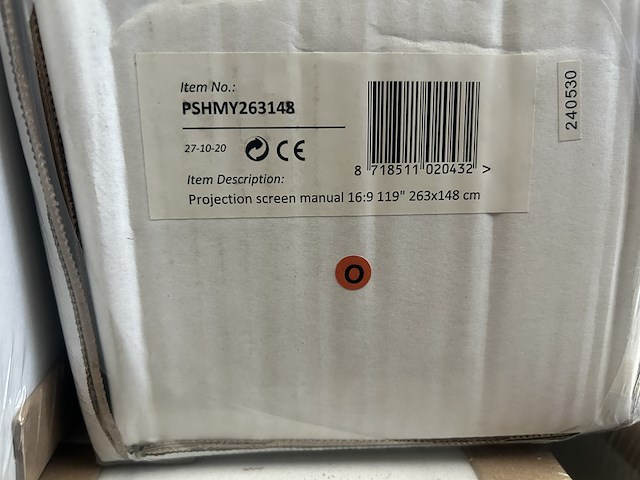 Item No.:
PSHMY263148
27-10-20 CE
8 718511 020432 >
Item Description:
Projection screen manual 16:9 119" 263x148 cm
240530
O